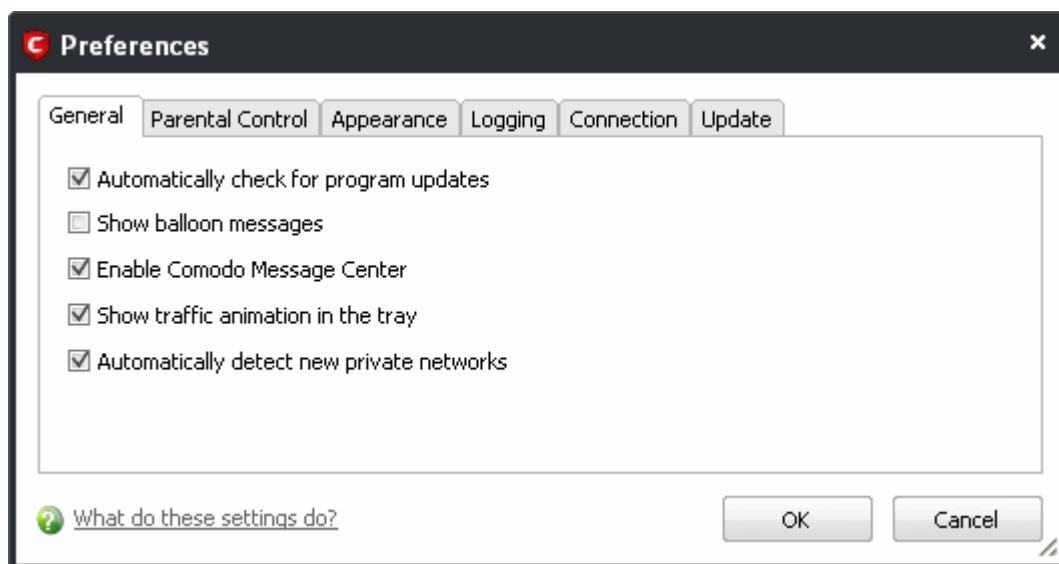 Preferences
General Parental Control Appearance Logging Connection Update
Automatically check for program updates
Show balloon messages
Enable Comodo Message Center
Show traffic animation in the tray
Automatically detect new private networks
What do these settings do? OK Cancel